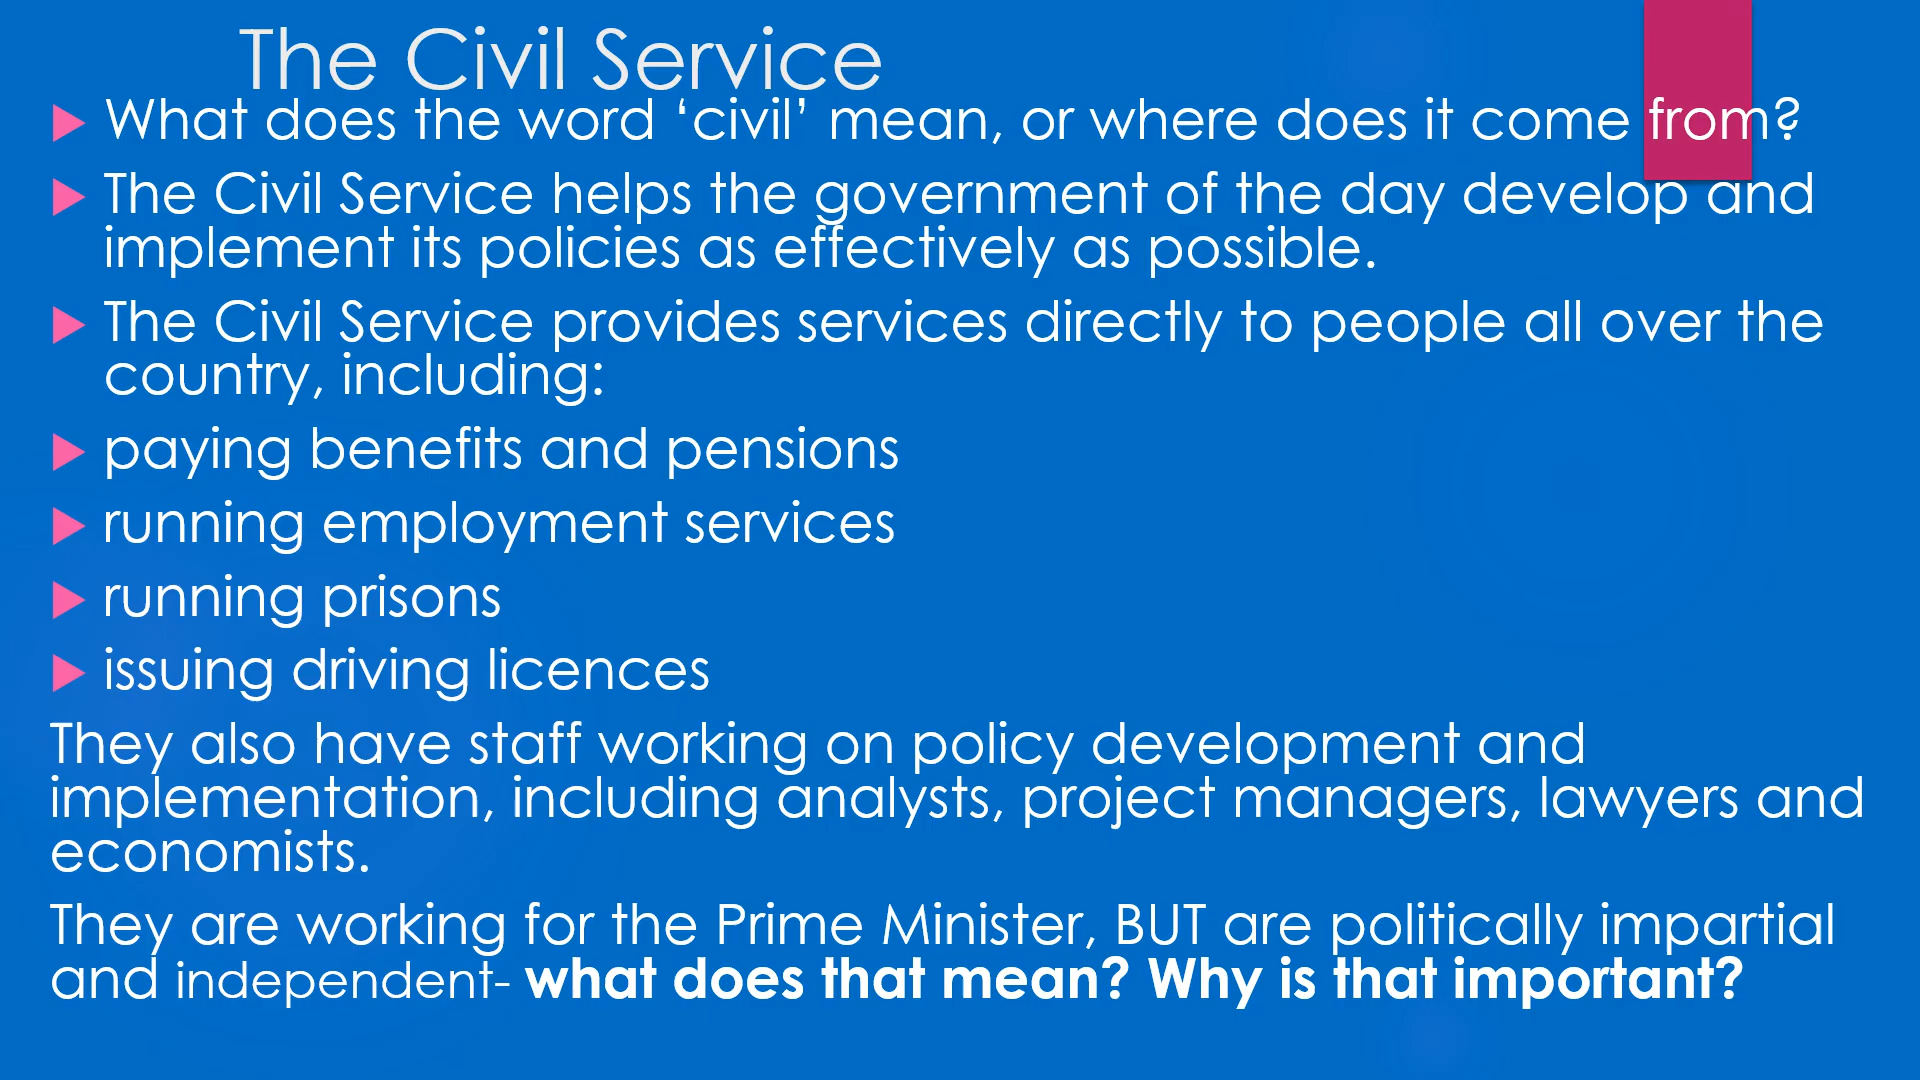 The Civil Service
What does the word ‘civil’ mean, or where does it come from?
The Civil Service helps the government of the day develop and
implement its policies as effectively as possible.
The Civil Service provides services directly to people all over the
country, including:
paying benefits and pensions
running employment services
running prisons
issuing driving licences
They also have staff working on policy development and
implementation, including analysts, project managers, lawyers and
economists.
They are working for the Prime Minister, BUT are politically impartial
and independent- what does that mean? Why is that important?